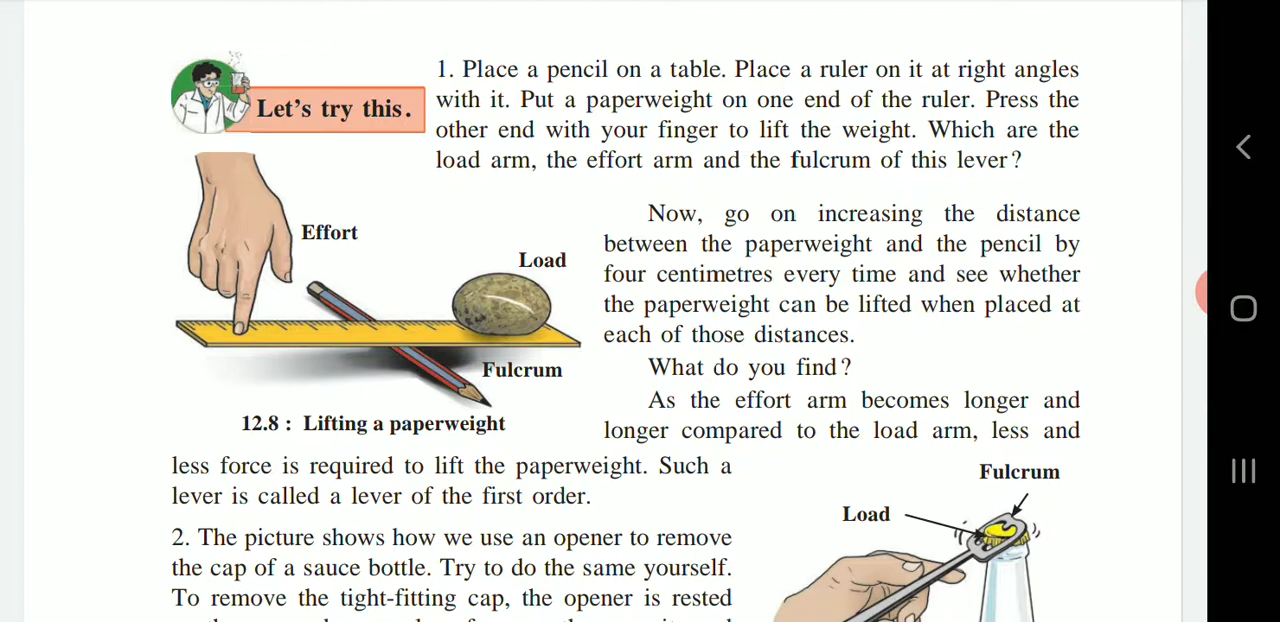 1. Place a pencil on a table. Place a ruler on it at right angles
Let's try this.
with it. Put a paperweight on one end of the ruler. Press the
other end with your finger to lift the weight. Which are the
load arm, the effort arm and the fulcrum of this lever?
Effort
Load
Fulcrum
12.8 : Lifting a paperweight
Now, go on increasing the distance
between the paperweight and the pencil by
four centimetres every time and see whether
the paperweight can be lifted when placed at
each of those distances.
What do you find?
As the effort arm becomes longer and
longer compared to the load arm, less and
less force is required to lift the paperweight. Such a
lever is called a lever of the first order.
2. The picture shows how we use an opener to remove
the cap of a sauce bottle. Try to do the same yourself.
To remove the tight-fitting cap, the opener is rested
Fulcrum
Load